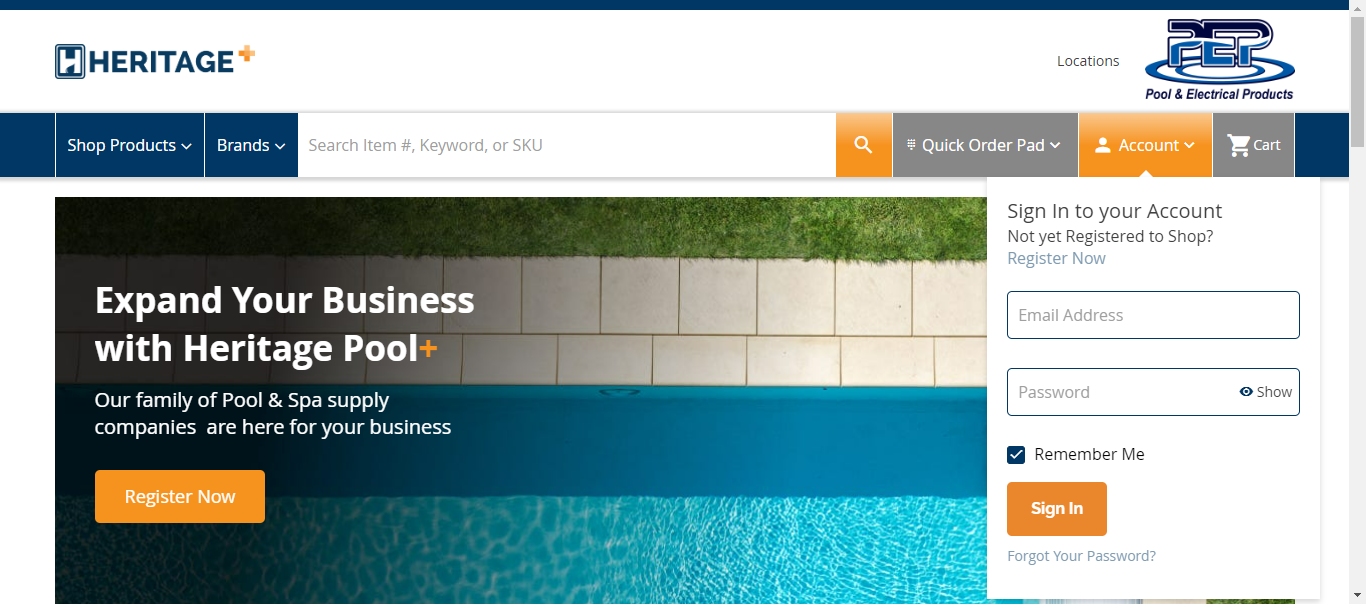 HERITAGE+
Locations
PEP
Pool & Electrical Products
Shop Products
Brands
Search Item #, Keyword, or SKU
Quick Order Pad
Account
Cart
Expand Your Business
with Heritage Pool+
Our family of Pool & Spa supply
companies are here for your business
Register Now
Sign In to your Account
Not yet Registered to Shop?
Register Now
Email Address
Password
Show
Remember Me
Sign In
Forgot Your Password?